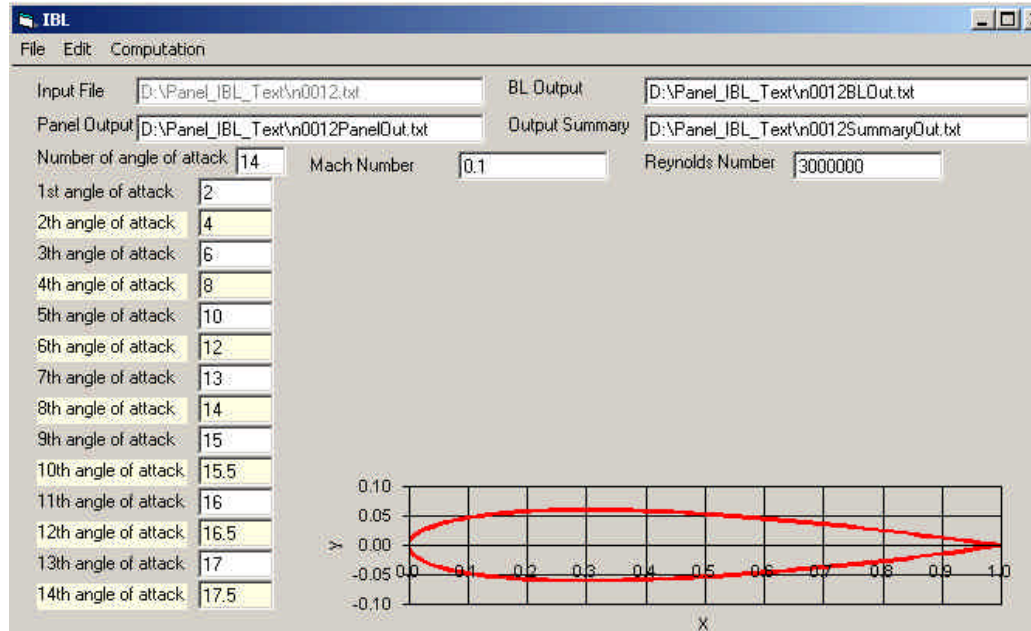 IBL
File Edit Computation
Input File D:\Panel_IBL_Text\n0012.txt BL Output D:\Panel_IBL_Text\n0012BLOut.txt
Panel Output D:\Panel_IBL_Text\n0012PanelOut.txt Output Summary D:\Panel_IBL_Text\n0012SummaryOut.txt
Number of angle of attack 14 Mach Number 0.1 Reynolds Number 3000000
1st angle of attack 2
2th angle of attack 4
3th angle of attack 6
4th angle of attack 8
5th angle of attack 10
6th angle of attack 12
7th angle of attack 13
8th angle of attack 14
9th angle of attack 15
10th angle of attack 15.5
11th angle of attack 16
12th angle of attack 16.5
13th angle of attack 17
14th angle of attack 17.5
0.10
0.05
Y 0.00
-0.05 0.0 0.1 0.2 0.3 0.4 0.5 0.6 0.7 0.8 0.9 1.0
-0.10
X